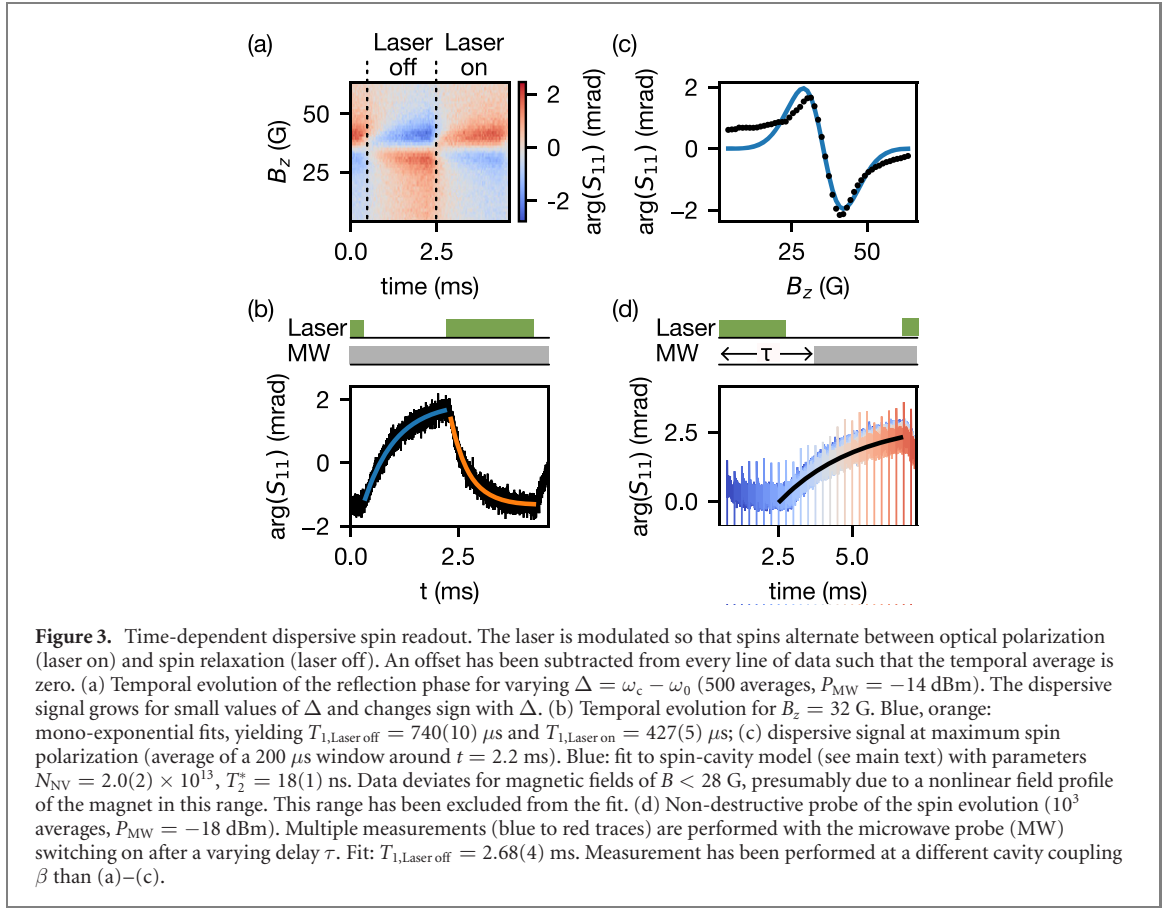 (a)
Laser
off
Laser
on
50
25
B_z (G)
0.0
2.5
time (ms)
2
0
-2
arg(S₁₁) (mrad)
(c)
2
0
−2
arg(S₁₁) (mrad)
25
50
B_z (G)
(b)
Laser
MW
2
0
−2
arg(S₁₁) (mrad)
0.0
2.5
t (ms)
(d)
Laser
MW
τ
2.5
0.0
arg(S₁₁) (mrad)
2.5
5.0
time (ms)
Figure 3. Time-dependent dispersive spin readout. The laser is modulated so that spins alternate between optical polarization
(laser on) and spin relaxation (laser off). An offset has been subtracted from every line of data such that the temporal average is
zero. (a) Temporal evolution of the reflection phase for varying Δ = ω_c − ω₀ (500 averages, P_MW = −14 dBm). The dispersive
signal grows for small values of Δ and changes sign with Δ. (b) Temporal evolution for B_z = 32 G. Blue, orange:
mono-exponential fits, yielding T_1,Laser off = 740(10) μs and T_1,Laser on = 427(5) μs; (c) dispersive signal at maximum spin
polarization (average of a 200 μs window around t = 2.2 ms). Blue: fit to spin-cavity model (see main text) with parameters
N_NV = 2.0(2) × 10¹³, T₂* = 18(1) ns. Data deviates for magnetic fields of B < 28 G, presumably due to a nonlinear field profile
of the magnet in this range. This range has been excluded from the fit. (d) Non-destructive probe of the spin evolution (10³
averages, P_MW = −18 dBm). Multiple measurements (blue to red traces) are performed with the microwave probe (MW)
switching on after a varying delay τ. Fit: T_1,Laser off = 2.68(4) ms. Measurement has been performed at a different cavity coupling
β than (a)–(c).